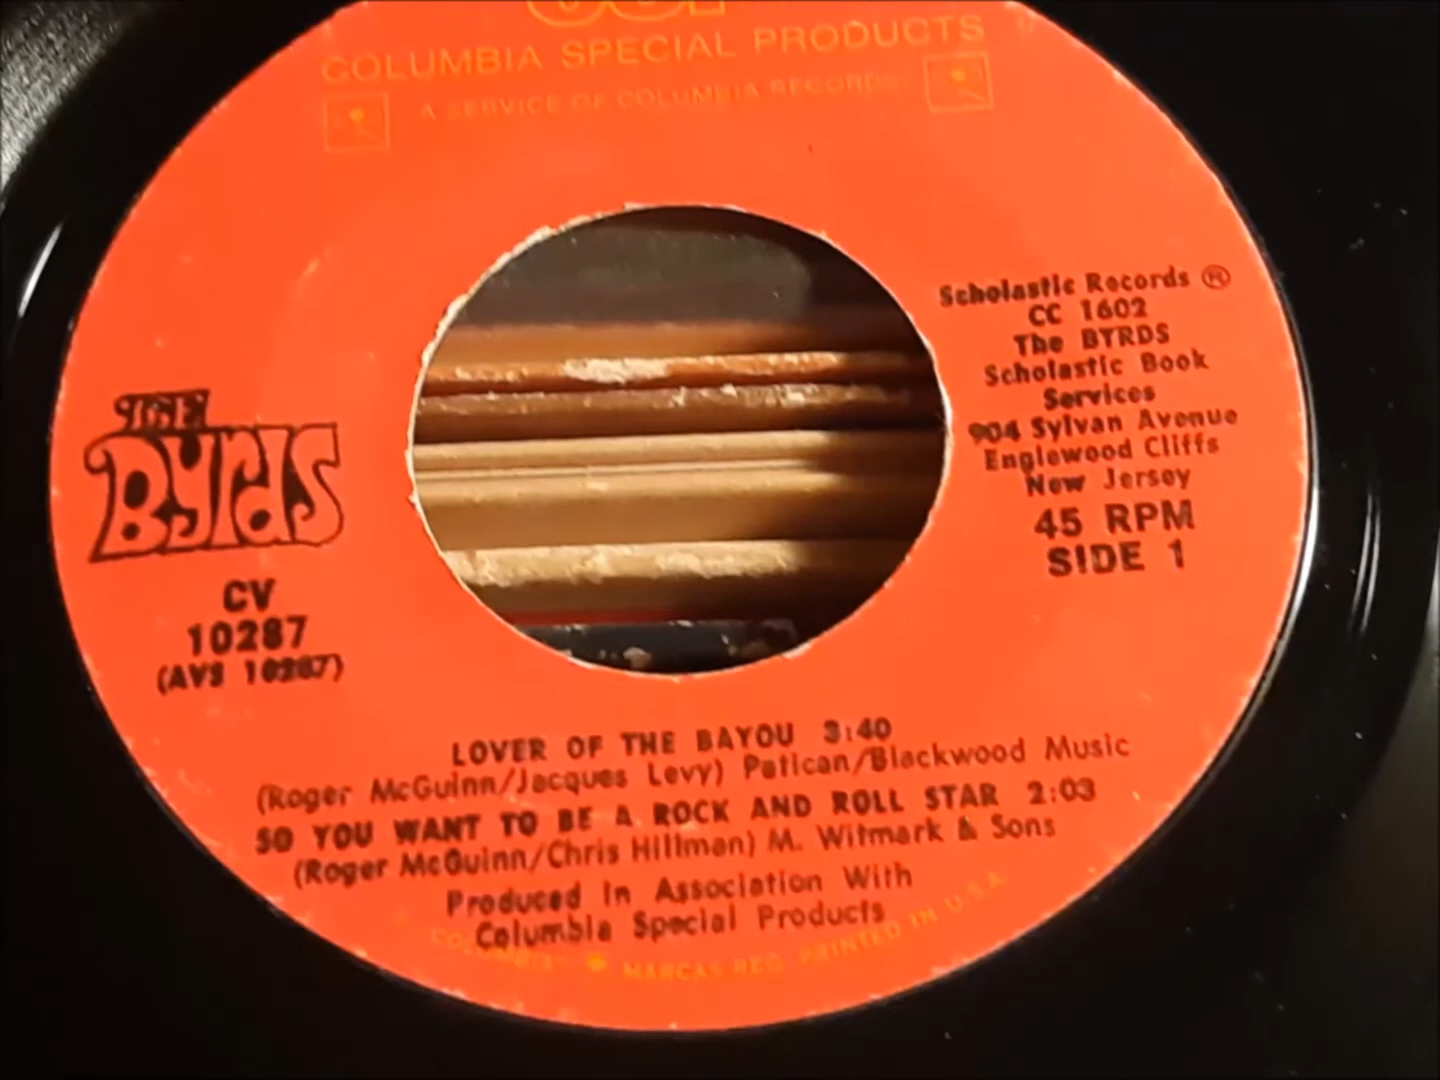 COLUMBIA SPECIAL PRODUCTS
A SERVICE OF COLUMBIA RECORDS
THE
BYRDS
CV
10287
(AVS 10287)
Scholastic Records ®
CC 1602
The BYRDS
Scholastic Book
Services
904 Sylvan Avenue
Englewood Cliffs
New Jersey
45 RPM
SIDE 1
LOVER OF THE BAYOU 3:40
(Roger McGuinn/Jacques Levy) Patican/Blackwood Music
SO YOU WANT TO BE A ROCK AND ROLL STAR 2:03
(Roger McGuinn/Chris Hillman) M. Witmark & Sons
Produced In Association With
Columbia Special Products
COLUMBIA MARCAS REG. PRINTED IN U.S.A.